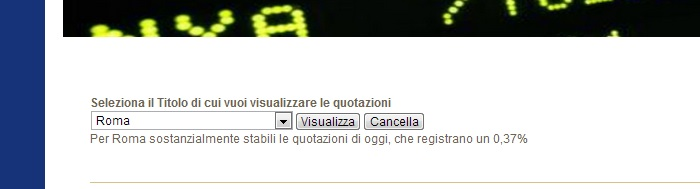 Seleziona il Titolo di cui vuoi visualizzare le quotazioni
Roma Visualizza Cancella
Per Roma sostanzialmente stabili le quotazioni di oggi, che registrano un 0,37%